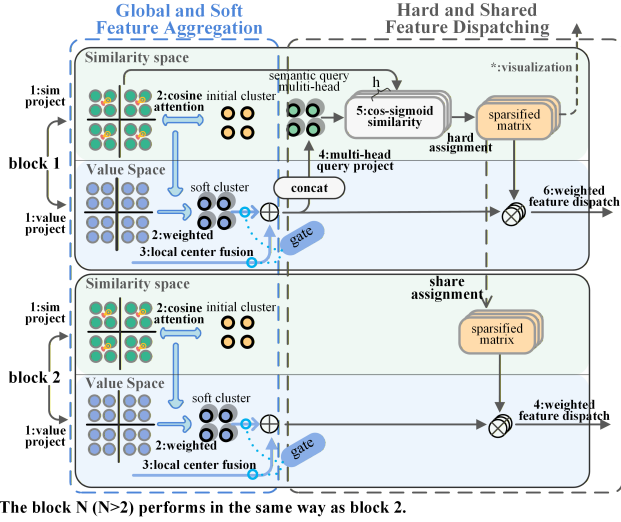 Global and Soft
Feature Aggregation
Hard and Shared
Feature Dispatching
Similarity space
*:visualization
1:sim
project
2:cosine
attention
initial cluster
semantic query
muliti-head
h
5:cos-sigmoid
similarity
hard
assignment
sparsified
matrix
block 1
4:multi-head
query project
Value Space
concat
soft cluster
6:weighted
feature dispatch
1:value
project
2:weighted
gate
3:local center fusion
Similarity space
share
assignment
1:sim
project
2:cosine
attention
initial cluster
sparsified
matrix
block 2
Value Space
soft cluster
4:weighted
feature dispatch
1:value
project
2:weighted
gate
3:local center fusion
The block N (N>2) performs in the same way as block 2.